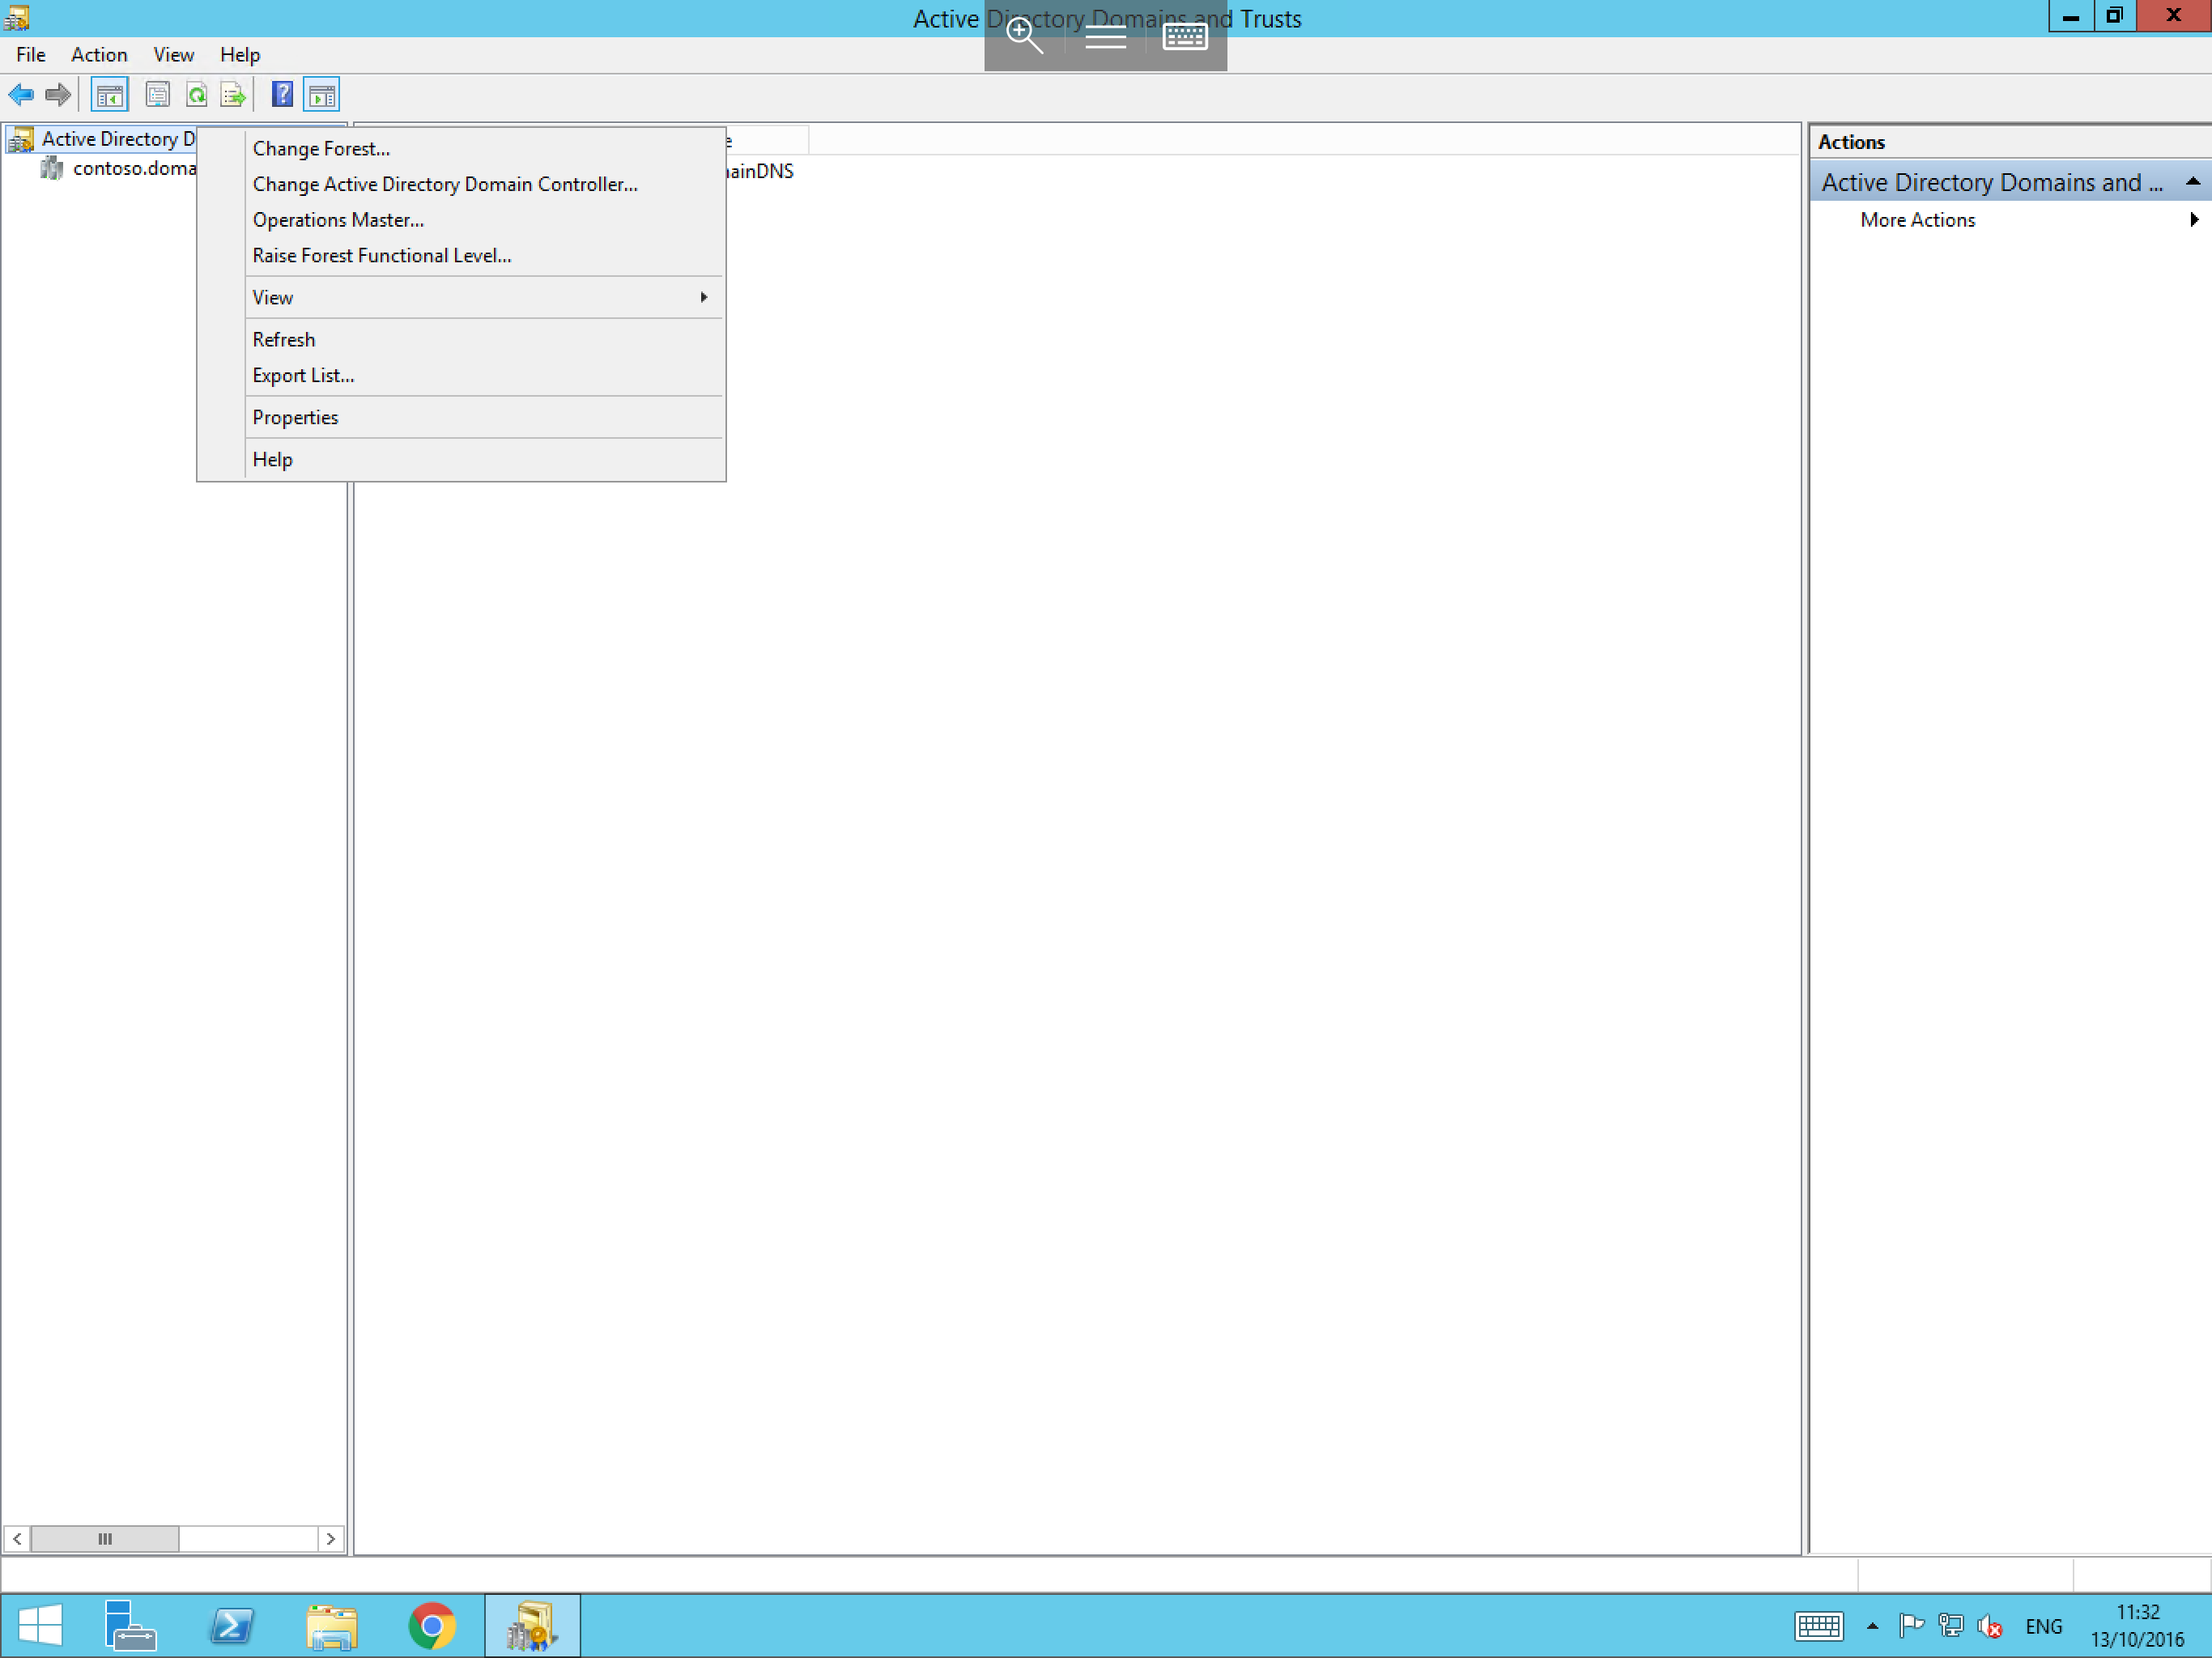 Active Directory Domains and Trusts
File Action View Help
Active Directory D
contoso.doma
Change Forest...
Change Active Directory Domain Controller...
Operations Master...
Raise Forest Functional Level...
View
Refresh
Export List...
Properties
Help
e
ainDNS
Actions
Active Directory Domains and ...
More Actions
ENG
11:32
13/10/2016